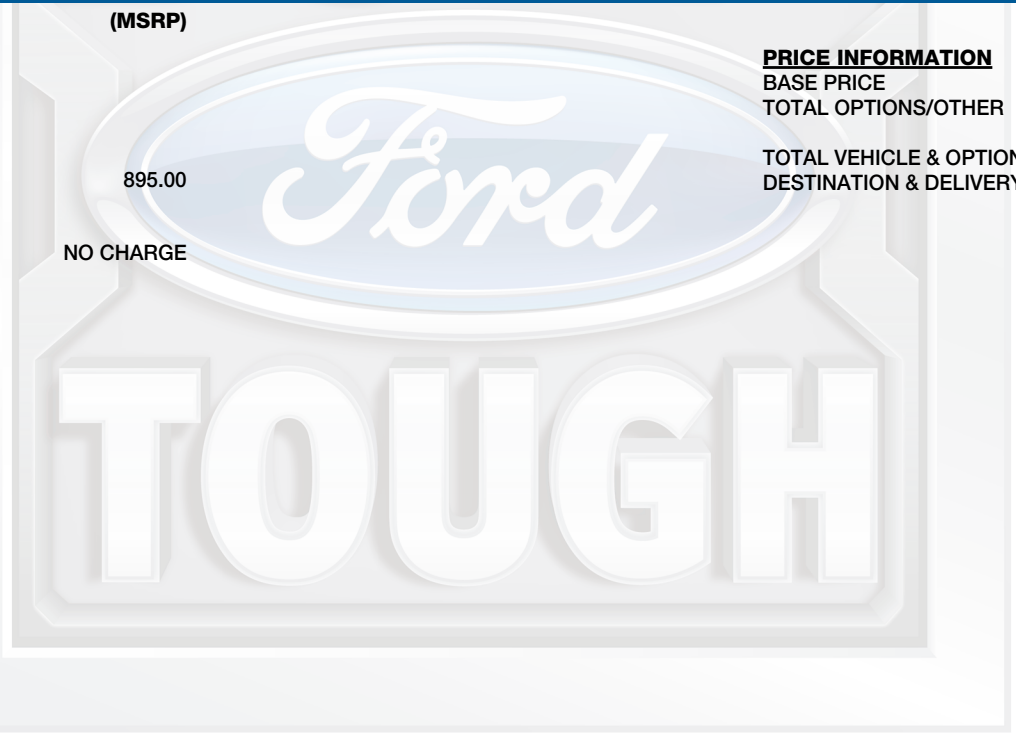 (MSRP)
895.00
NO CHARGE
PRICE INFORMATION
BASE PRICE
TOTAL OPTIONS/OTHER
TOTAL VEHICLE & OPTION
DESTINATION & DELIVERY
Ford
TOUGH